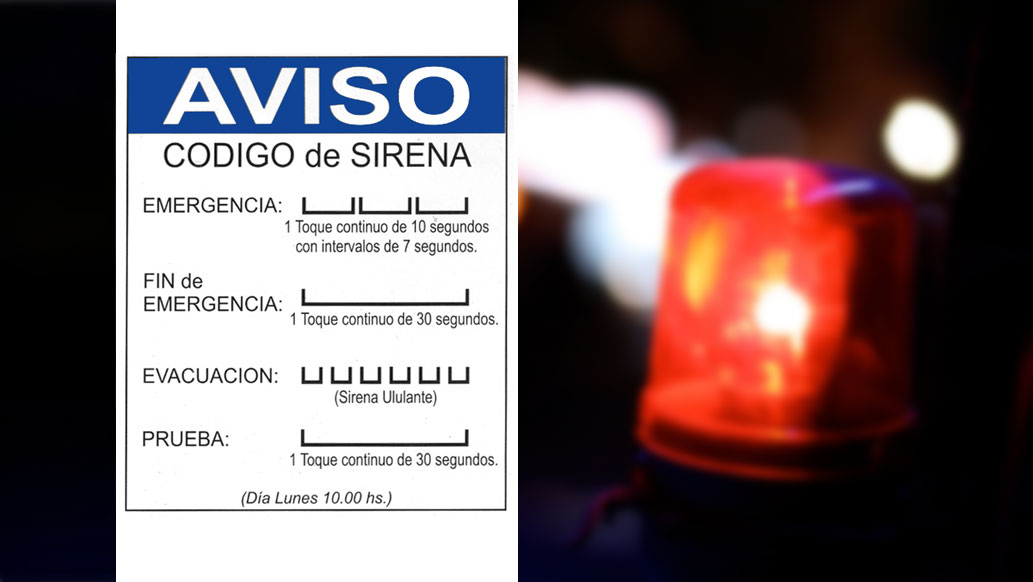 AVISO
CODIGO de SIRENA
EMERGENCIA:
1 Toque continuo de 10 segundos
con intervalos de 7 segundos.
FIN de
EMERGENCIA:
1 Toque continuo de 30 segundos.
EVACUACION:
(Sirena Ululante)
PRUEBA:
1 Toque continuo de 30 segundos.
(Día Lunes 10.00 hs.)